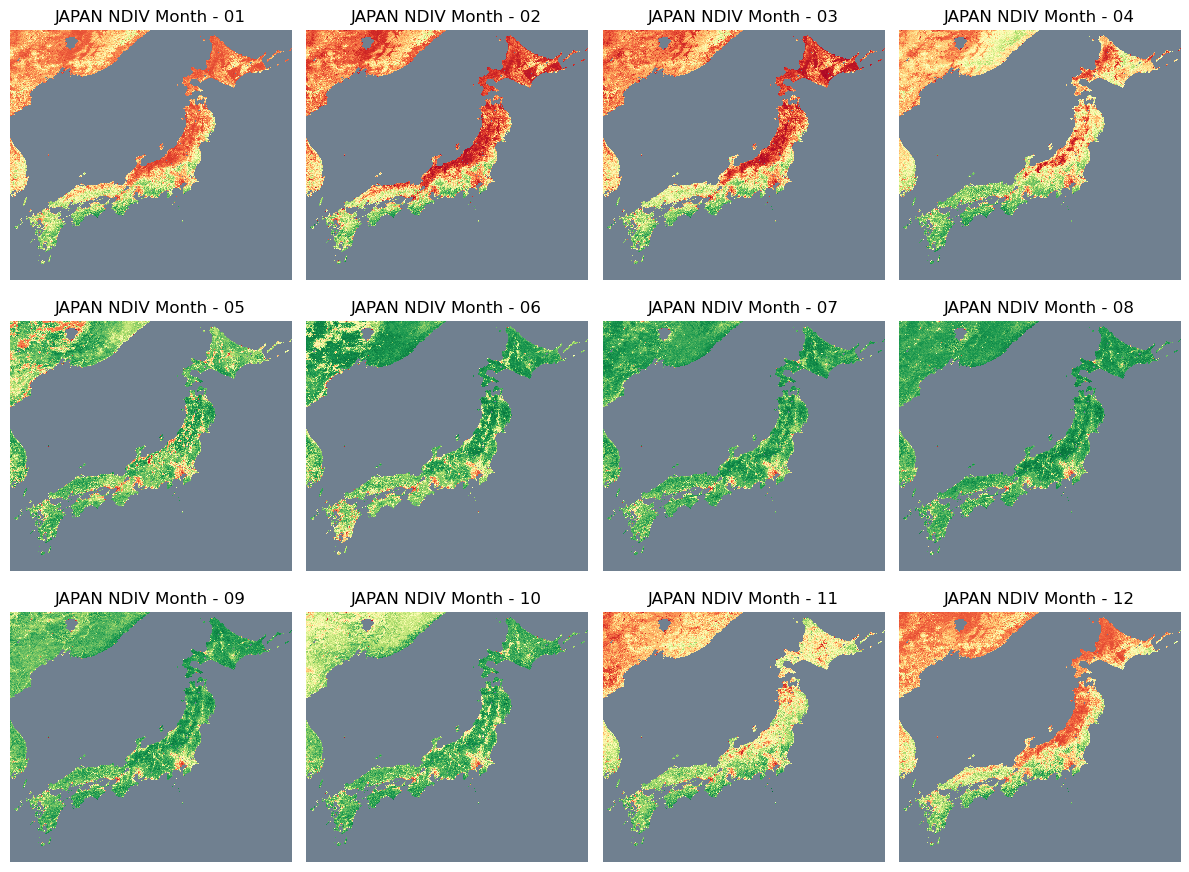 JAPAN NDIV Month - 01
JAPAN NDIV Month - 02
JAPAN NDIV Month - 03
JAPAN NDIV Month - 04
JAPAN NDIV Month - 05
JAPAN NDIV Month - 06
JAPAN NDIV Month - 07
JAPAN NDIV Month - 08
JAPAN NDIV Month - 09
JAPAN NDIV Month - 10
JAPAN NDIV Month - 11
JAPAN NDIV Month - 12